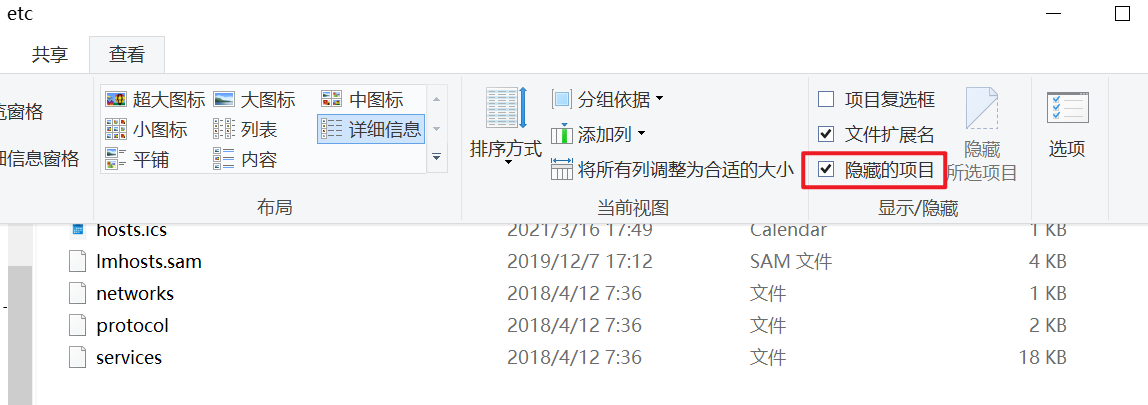 etc
共享 查看
超大图标 大图标 中图标
小图标 列表 详细信息
平铺 内容
布局
排序方式
分组依据
添加列
将所有列调整为合适的大小
当前视图
项目复选框
文件扩展名
隐藏的项目
隐藏
所选项目
显示/隐藏
选项
览窗格
细信息窗格
hosts.ics 2021/3/16 17:49 Calendar 1 KB
lmhosts.sam 2019/12/7 17:12 SAM 文件 4 KB
networks 2018/4/12 7:36 文件 1 KB
protocol 2018/4/12 7:36 文件 2 KB
services 2018/4/12 7:36 文件 18 KB